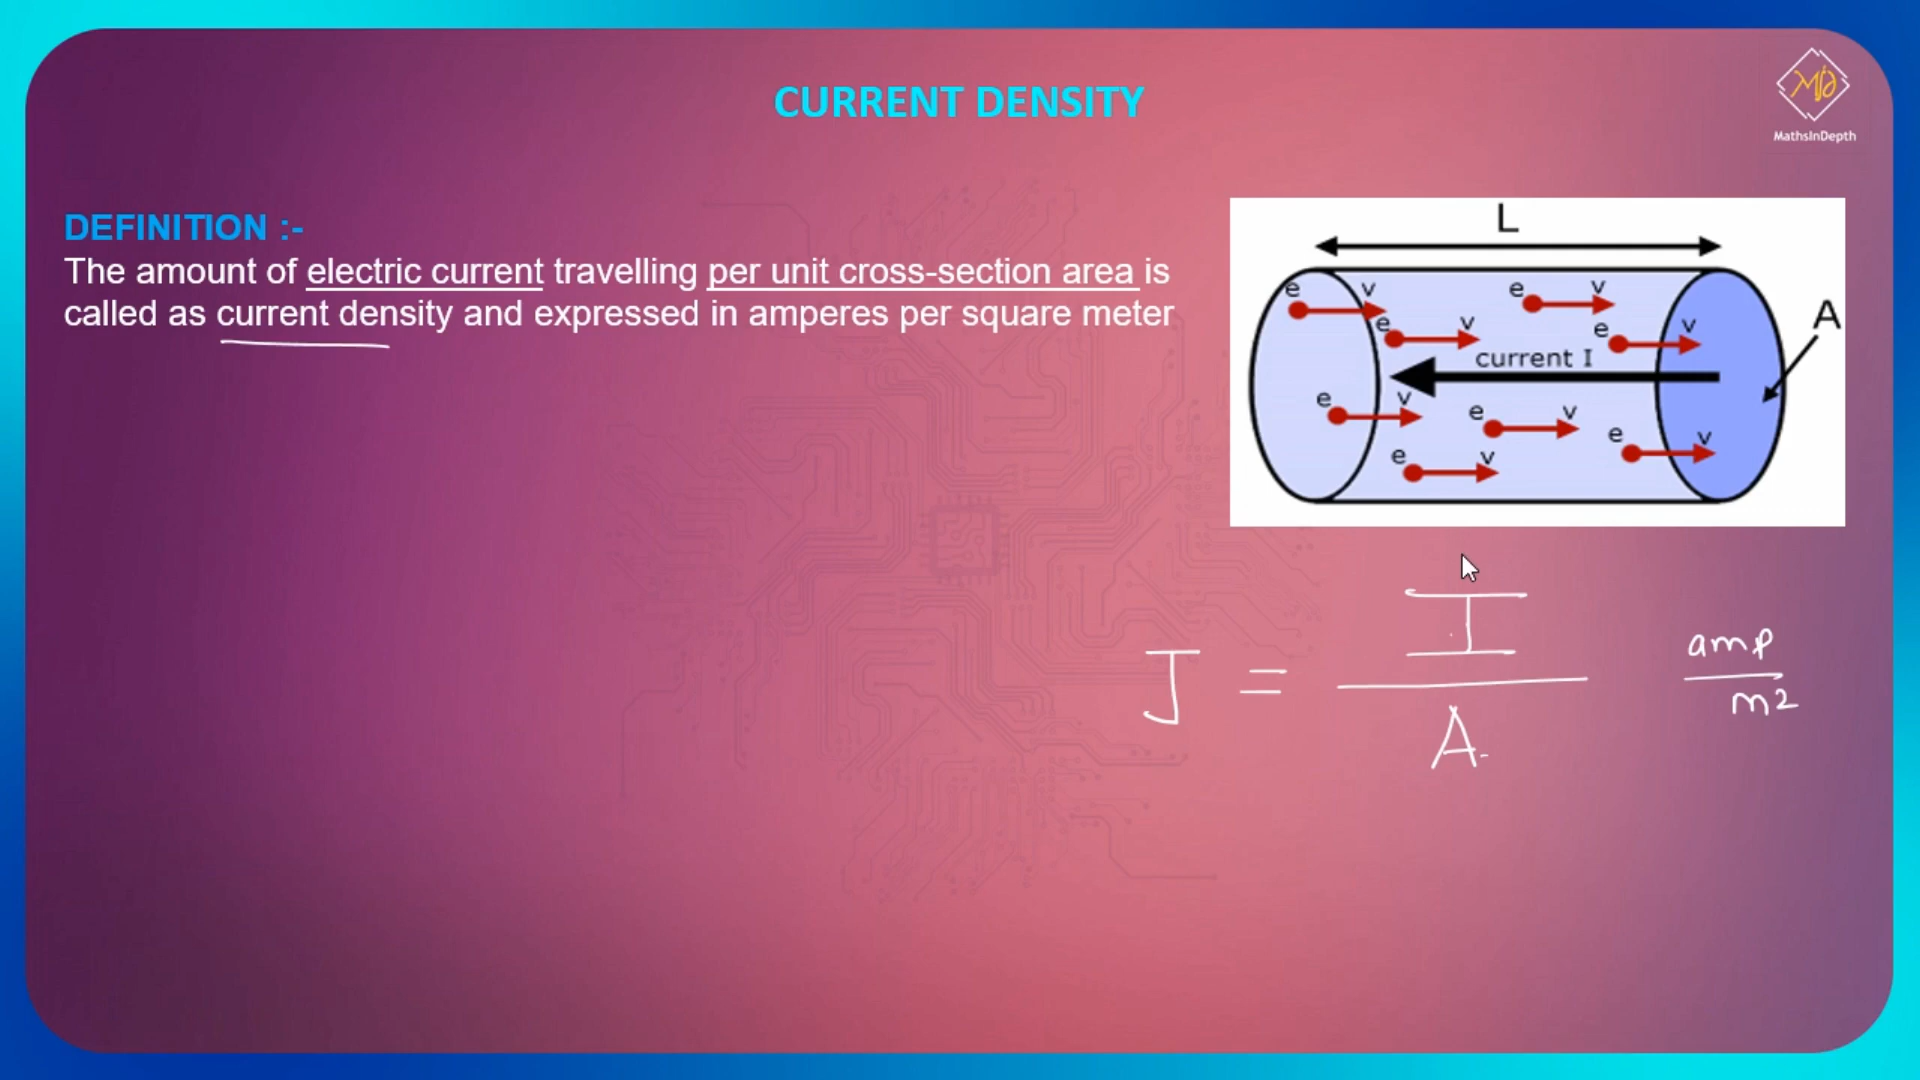 CURRENT DENSITY
MathsInDepth
DEFINITION :-
The amount of electric current travelling per unit cross-section area is
called as current density and expressed in amperes per square meter
L
e v e v
e v e v
A
current I
e v e v
e v
e v
J = I / A amp / m2